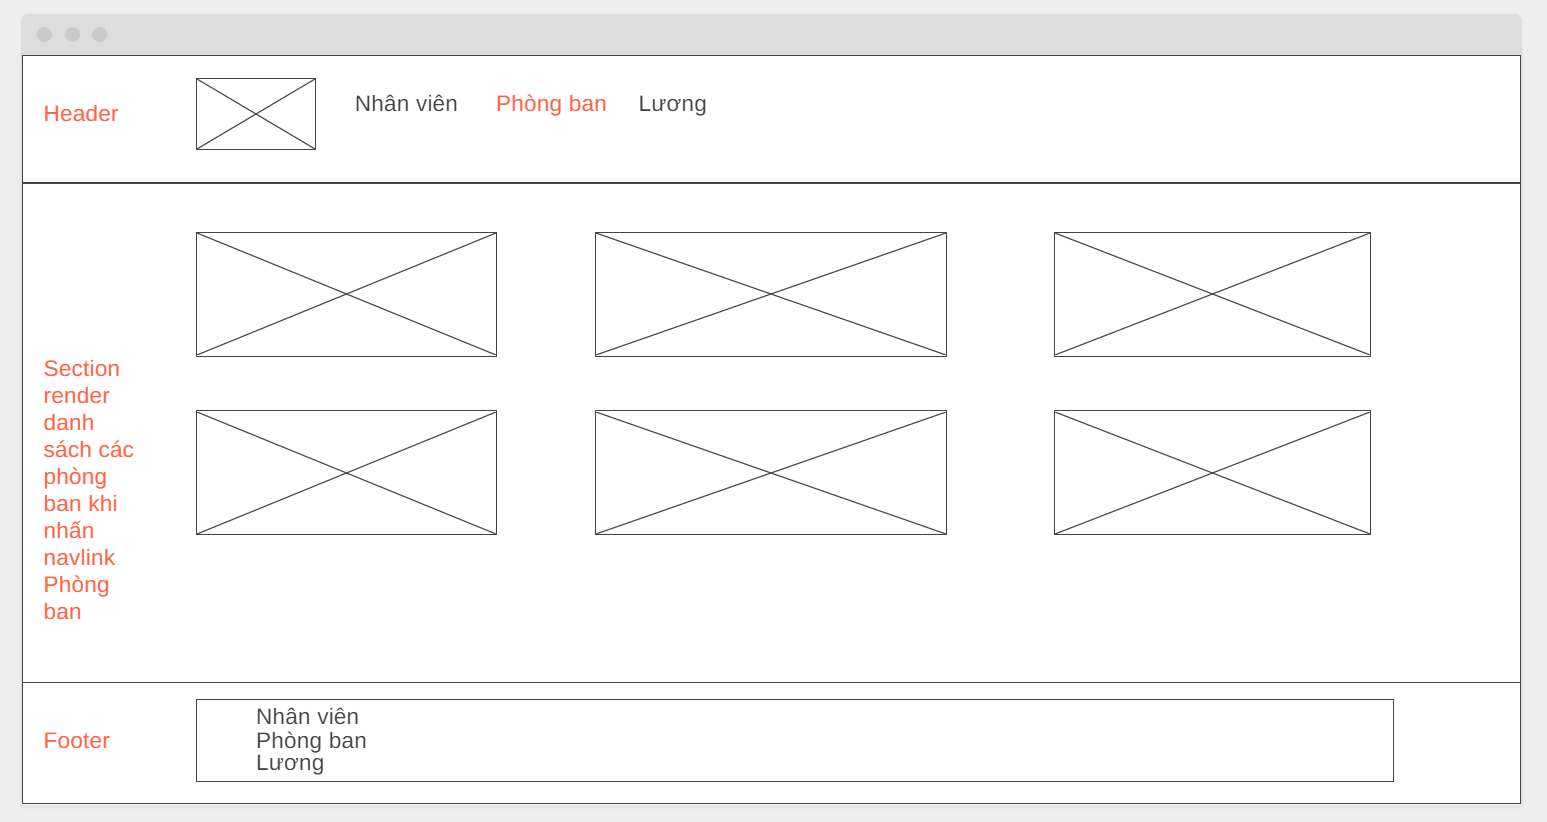 Header
Nhân viên
Phòng ban
Lương
Section
render
danh
sách các
phòng
ban khi
nhấn
navlink
Phòng
ban
Footer
Nhân viên
Phòng ban
Lương